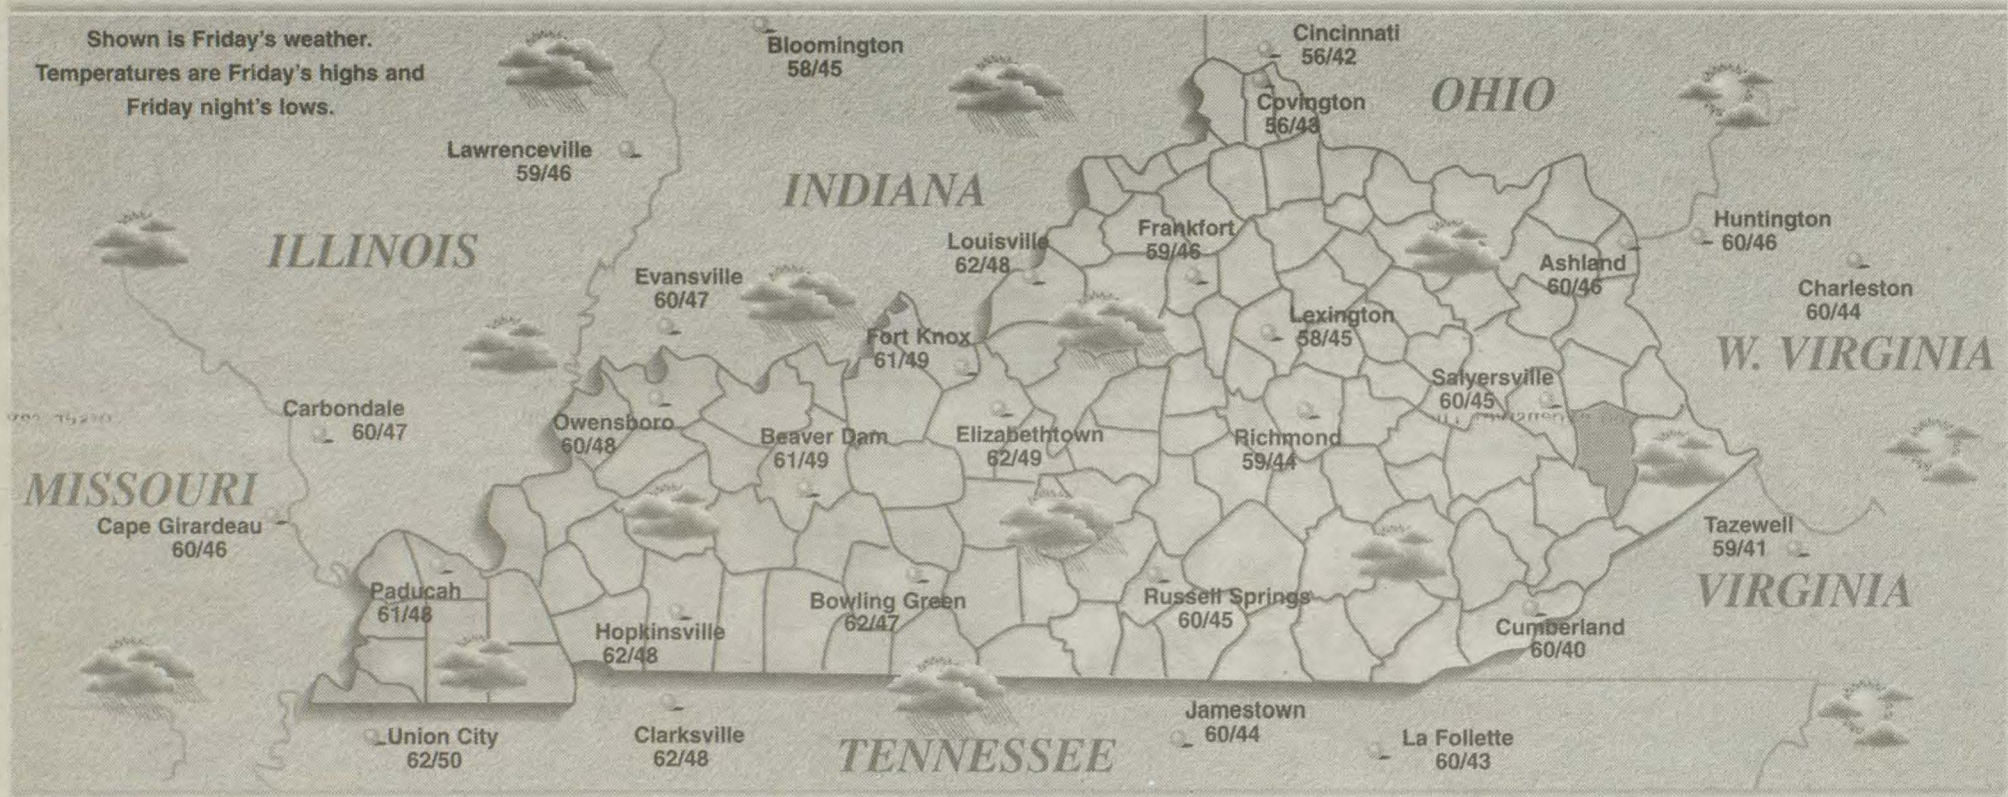 Shown is Friday's weather.
Temperatures are Friday's highs and
Friday night's lows.
Bloomington
58/45
Cincinnati
56/42
OHIO
Covington
56/43
Lawrenceville
59/46
INDIANA
ILLINOIS
Evansville
60/47
Louisville
62/48
Frankfort
59/46
Huntington
60/46
Ashland
60/46
Charleston
60/44
W. VIRGINIA
Fort Knox
61/49
Lexington
58/45
Salyersville
60/45
Carbondale
60/47
Owensboro
60/48
Beaver Dam
61/49
Elizabethtown
62/49
Richmond
59/44
MISSOURI
Cape Girardeau
60/46
Tazewell
59/41
VIRGINIA
Paducah
61/48
Hopkinsville
62/48
Bowling Green
62/47
Russell Springs
60/45
Cumberland
60/40
Union City
62/50
Clarksville
62/48
TENNESSEE
Jamestown
60/44
La Follette
60/43